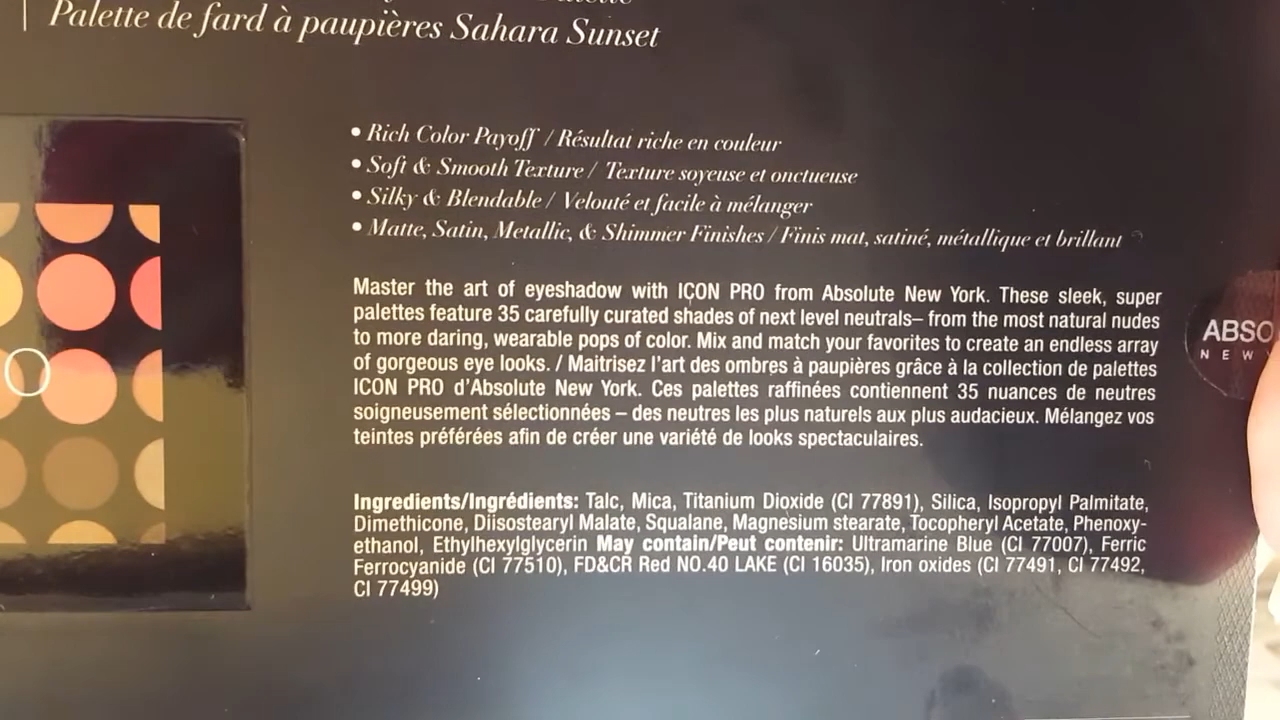 Palette de fard à paupières Sahara Sunset
• Rich Color Payoff / Résultat riche en couleur
• Soft & Smooth Texture / Texture soyeuse et onctueuse
• Silky & Blendable / Velouté et facile à mélanger
• Matte, Satin, Metallic, & Shimmer Finishes / Finis mat, satiné, métallique et brillant
Master the art of eyeshadow with ICON PRO from Absolute New York. These sleek, super
palettes feature 35 carefully curated shades of next level neutrals– from the most natural nudes
to more daring, wearable pops of color. Mix and match your favorites to create an endless array
of gorgeous eye looks. / Maitrisez l'art des ombres à paupières grâce à la collection de palettes
ICON PRO d'Absolute New York. Ces palettes raffinées contiennent 35 nuances de neutres
soigneusement sélectionnées – des neutres les plus naturels aux plus audacieux. Mélangez vos
teintes préférées afin de créer une variété de looks spectaculaires.
Ingredients/Ingrédients: Talc, Mica, Titanium Dioxide (CI 77891), Silica, Isopropyl Palmitate,
Dimethicone, Diisostearyl Malate, Squalane, Magnesium stearate, Tocopheryl Acetate, Phenoxy-
ethanol, Ethylhexylglycerin May contain/Peut contenir: Ultramarine Blue (CI 77007), Ferric
Ferrocyanide (CI 77510), FD&CR Red NO.40 LAKE (CI 16035), Iron oxides (CI 77491, CI 77492,
CI 77499)
O
ABSO
NEW